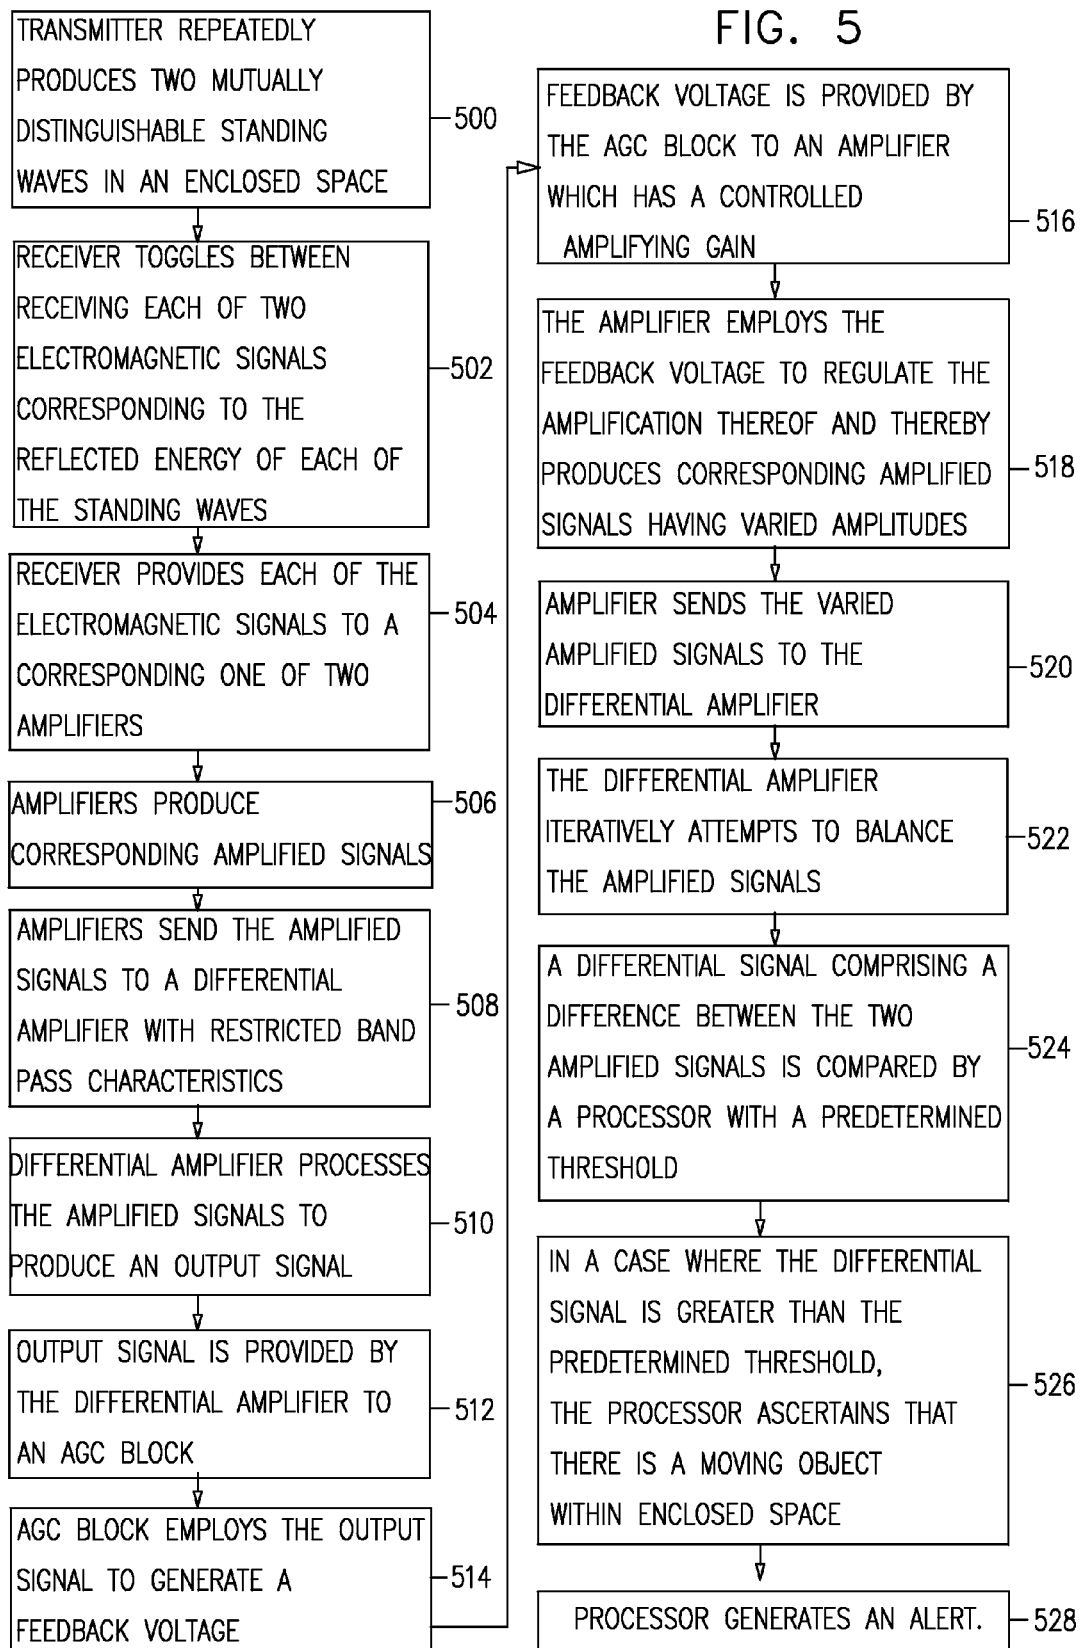 FIG. 5
TRANSMITTER REPEATEDLY
PRODUCES TWO MUTUALLY
DISTINGUISHABLE STANDING
WAVES IN AN ENCLOSED SPACE
500
RECEIVER TOGGLES BETWEEN
RECEIVING EACH OF TWO
ELECTROMAGNETIC SIGNALS
CORRESPONDING TO THE
REFLECTED ENERGY OF EACH OF
THE STANDING WAVES
502
RECEIVER PROVIDES EACH OF THE
ELECTROMAGNETIC SIGNALS TO A
CORRESPONDING ONE OF TWO
AMPLIFIERS
504
AMPLIFIERS PRODUCE
CORRESPONDING AMPLIFIED SIGNALS
506
AMPLIFIERS SEND THE AMPLIFIED
SIGNALS TO A DIFFERENTIAL
AMPLIFIER WITH RESTRICTED BAND
PASS CHARACTERISTICS
508
DIFFERENTIAL AMPLIFIER PROCESSES
THE AMPLIFIED SIGNALS TO
PRODUCE AN OUTPUT SIGNAL
510
OUTPUT SIGNAL IS PROVIDED BY
THE DIFFERENTIAL AMPLIFIER TO
AN AGC BLOCK
512
AGC BLOCK EMPLOYS THE OUTPUT
SIGNAL TO GENERATE A
FEEDBACK VOLTAGE
514
FEEDBACK VOLTAGE IS PROVIDED BY
THE AGC BLOCK TO AN AMPLIFIER
WHICH HAS A CONTROLLED
AMPLIFYING GAIN
516
THE AMPLIFIER EMPLOYS THE
FEEDBACK VOLTAGE TO REGULATE THE
AMPLIFICATION THEREOF AND THEREBY
PRODUCES CORRESPONDING AMPLIFIED
SIGNALS HAVING VARIED AMPLITUDES
518
AMPLIFIER SENDS THE VARIED
AMPLIFIED SIGNALS TO THE
DIFFERENTIAL AMPLIFIER
520
THE DIFFERENTIAL AMPLIFIER
ITERATIVELY ATTEMPTS TO BALANCE
THE AMPLIFIED SIGNALS
522
A DIFFERENTIAL SIGNAL COMPRISING A
DIFFERENCE BETWEEN THE TWO
AMPLIFIED SIGNALS IS COMPARED BY
A PROCESSOR WITH A PREDETERMINED
THRESHOLD
524
IN A CASE WHERE THE DIFFERENTIAL
SIGNAL IS GREATER THAN THE
PREDETERMINED THRESHOLD,
THE PROCESSOR ASCERTAINS THAT
THERE IS A MOVING OBJECT
WITHIN ENCLOSED SPACE
526
PROCESSOR GENERATES AN ALERT.
528